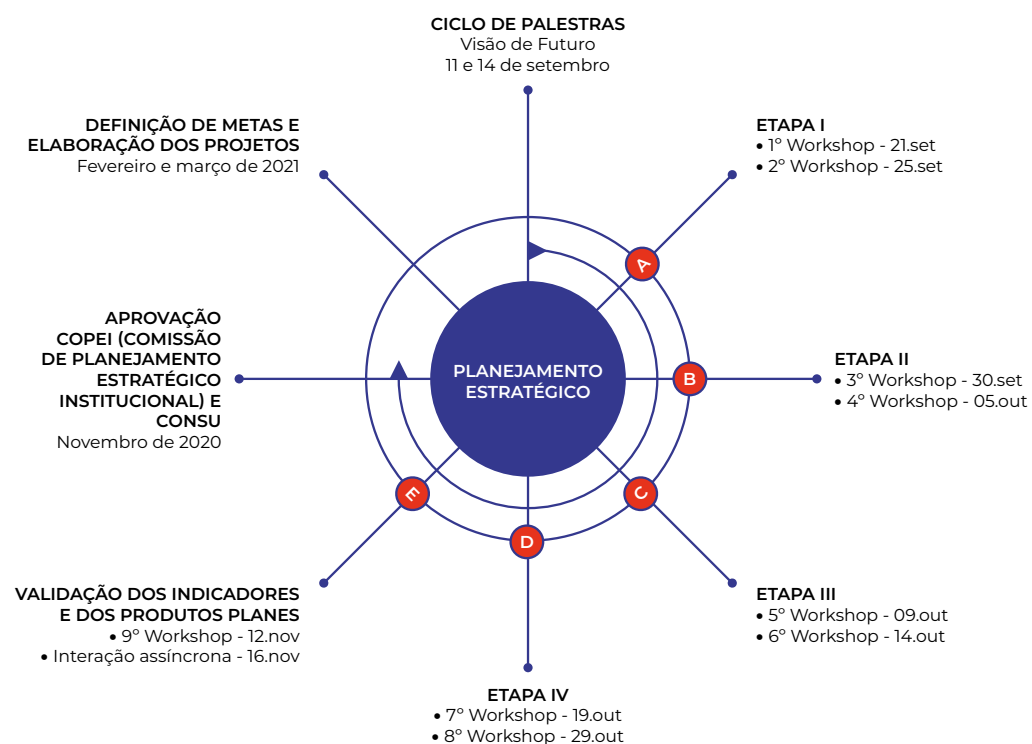 CICLO DE PALESTRAS
Visão de Futuro
11 e 14 de setembro
ETAPA I
• 1º Workshop - 21.set
• 2º Workshop - 25.set
ETAPA II
• 3º Workshop - 30.set
• 4º Workshop - 05.out
ETAPA III
• 5º Workshop - 09.out
• 6º Workshop - 14.out
ETAPA IV
• 7º Workshop - 19.out
• 8º Workshop - 29.out
VALIDAÇÃO DOS INDICADORES
E DOS PRODUTOS PLANES
• 9º Workshop - 12.nov
• Interação assíncrona - 16.nov
APROVAÇÃO
COPEI (COMISSÃO
DE PLANEJAMENTO
ESTRATÉGICO
INSTITUCIONAL) E
CONSU
Novembro de 2020
DEFINIÇÃO DE METAS E
ELABORAÇÃO DOS PROJETOS
Fevereiro e março de 2021
PLANEJAMENTO
ESTRATÉGICO
A
B
C
D
E